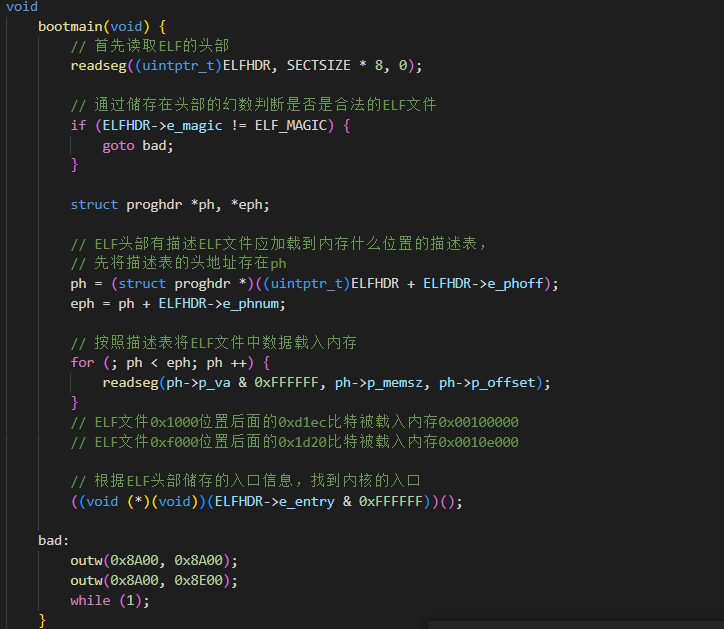 void
bootmain(void) {
// 首先读取ELF的头部
readseg((uintptr_t)ELFHDR, SECTSIZE * 8, 0);
// 通过储存在头部的幻数判断是否是合法的ELF文件
if (ELFHDR->e_magic != ELF_MAGIC) {
goto bad;
}
struct proghdr *ph, *eph;
// ELF头部有描述ELF文件应加载到内存什么位置的描述表，
// 先将描述表的头地址存在ph
ph = (struct proghdr *)((uintptr_t)ELFHDR + ELFHDR->e_phoff);
eph = ph + ELFHDR->e_phnum;
// 按照描述表将ELF文件中数据载入内存
for (; ph < eph; ph ++) {
readseg(ph->p_va & 0xFFFFFF, ph->p_memsz, ph->p_offset);
}
// ELF文件0x1000位置后面的0xd1ec比特被载入内存0x00100000
// ELF文件0xf000位置后面的0x1d20比特被载入内存0x0010e000
// 根据ELF头部储存的入口信息，找到内核的入口
((void (*)(void))(ELFHDR->e_entry & 0xFFFFFF))();
bad:
outw(0x8A00, 0x8A00);
outw(0x8A00, 0x8E00);
while (1);
}